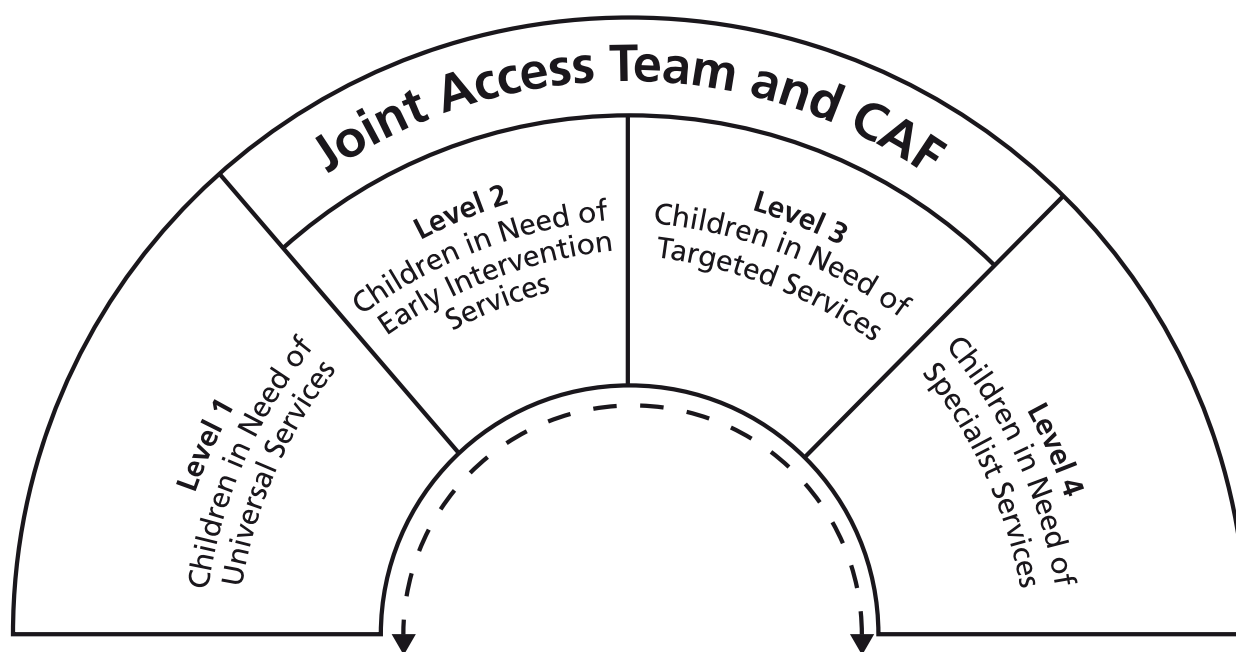 Joint Access Team and CAF
Level 1
Children in Need of
Universal Services
Level 2
Children in Need of
Early Intervention
Services
Level 3
Children in Need of
Targeted Services
Level 4
Children in Need of
Specialist Services